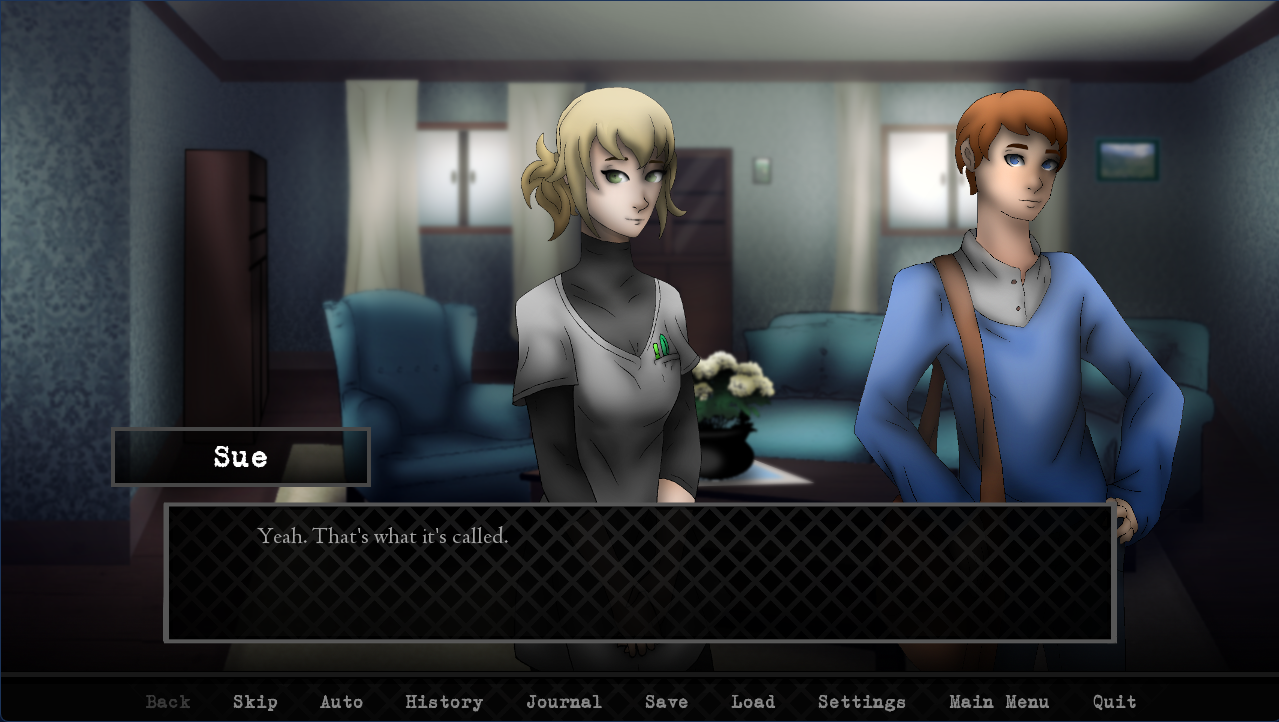 Sue
Yeah. That's what it's called.
Back Skip Auto History Journal Save Load Settings Main Menu Quit